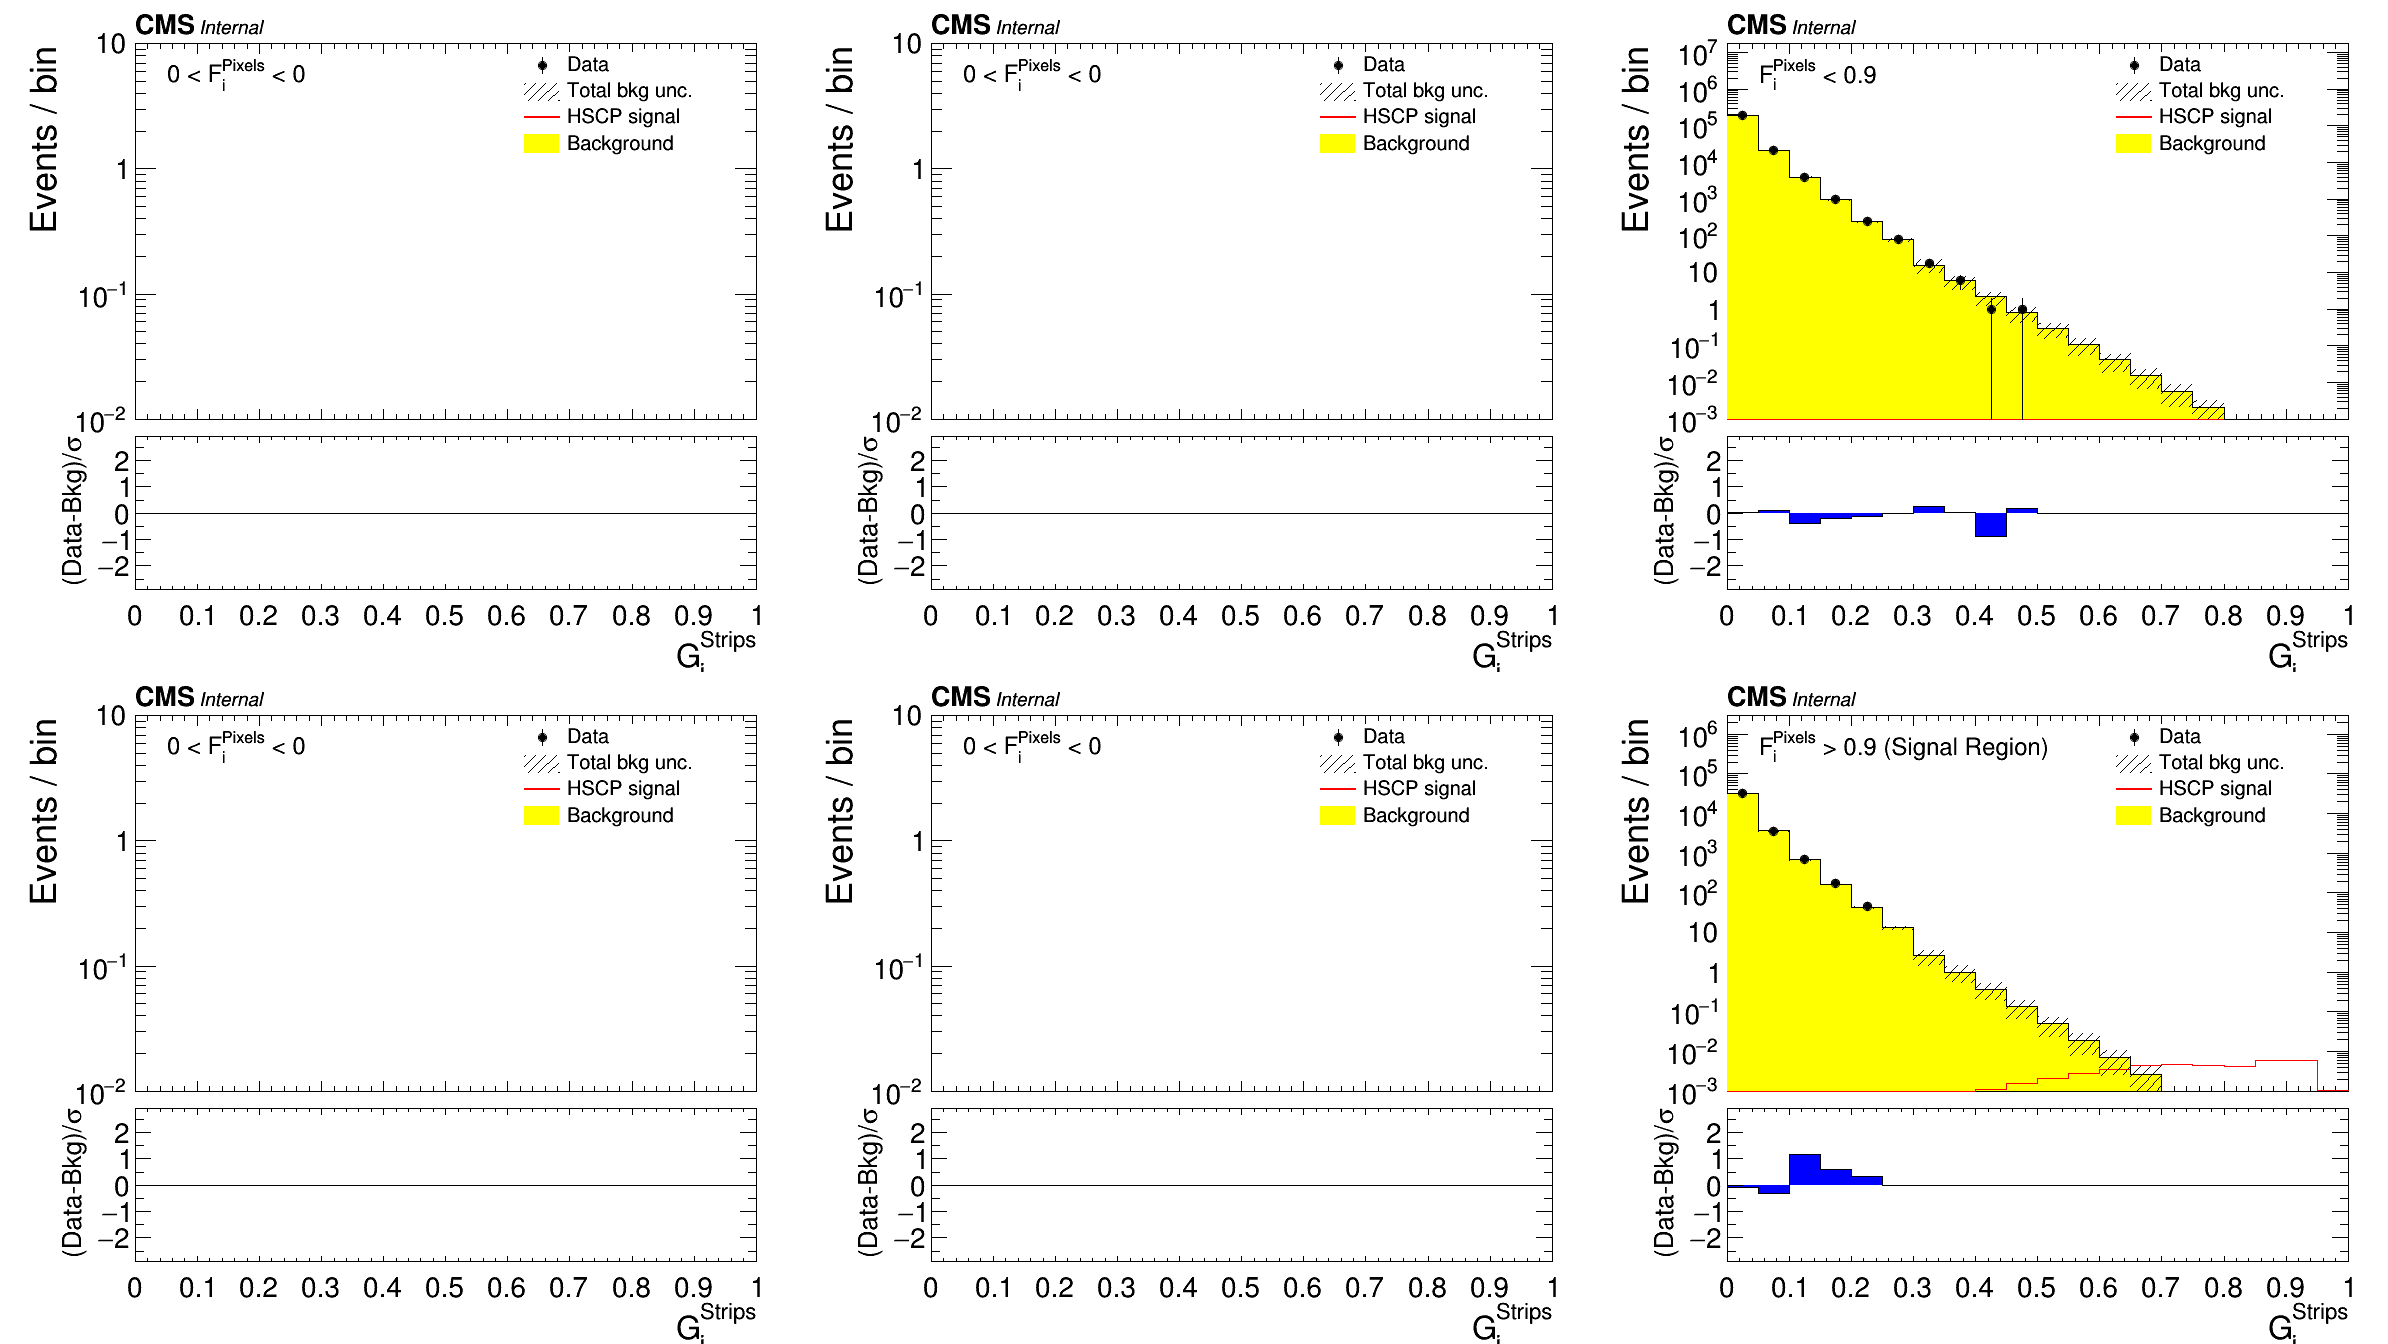 CMS Internal
Events / bin
0 < F_i^Pixels < 0
Data
Total bkg unc.
HSCP signal
Background
10
1
10^−1
10^−2
(Data-Bkg)/σ
2
1
0
−1
−2
0 0.1 0.2 0.3 0.4 0.5 0.6 0.7 0.8 0.9 1
G_i^Strips
CMS Internal
Events / bin
0 < F_i^Pixels < 0
Data
Total bkg unc.
HSCP signal
Background
10
1
10^−1
10^−2
(Data-Bkg)/σ
2
1
0
−1
−2
0 0.1 0.2 0.3 0.4 0.5 0.6 0.7 0.8 0.9 1
G_i^Strips
CMS Internal
Events / bin
F_i^Pixels < 0.9
Data
Total bkg unc.
HSCP signal
Background
10^7
10^6
10^5
10^4
10^3
10^2
10
1
10^−1
10^−2
10^−3
(Data-Bkg)/σ
2
1
0
−1
−2
0 0.1 0.2 0.3 0.4 0.5 0.6 0.7 0.8 0.9 1
G_i^Strips
CMS Internal
Events / bin
0 < F_i^Pixels < 0
Data
Total bkg unc.
HSCP signal
Background
10
1
10^−1
10^−2
(Data-Bkg)/σ
2
1
0
−1
−2
0 0.1 0.2 0.3 0.4 0.5 0.6 0.7 0.8 0.9 1
G_i^Strips
CMS Internal
Events / bin
0 < F_i^Pixels < 0
Data
Total bkg unc.
HSCP signal
Background
10
1
10^−1
10^−2
(Data-Bkg)/σ
2
1
0
−1
−2
0 0.1 0.2 0.3 0.4 0.5 0.6 0.7 0.8 0.9 1
G_i^Strips
CMS Internal
Events / bin
F_i^Pixels > 0.9 (Signal Region)
Data
Total bkg unc.
HSCP signal
Background
10^6
10^5
10^4
10^3
10^2
10
1
10^−1
10^−2
10^−3
(Data-Bkg)/σ
2
1
0
−1
−2
0 0.1 0.2 0.3 0.4 0.5 0.6 0.7 0.8 0.9 1
G_i^Strips